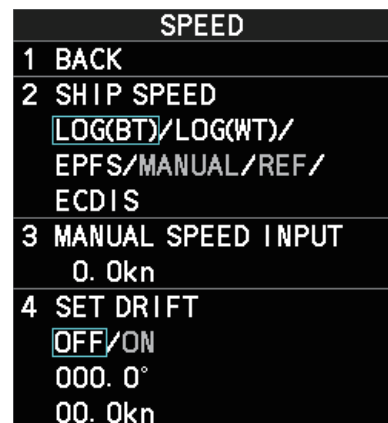 SPEED
1 BACK
2 SHIP SPEED
LOG(BT)/LOG(WT)/
EPFS/MANUAL/REF/
ECDIS
3 MANUAL SPEED INPUT
0.0kn
4 SET DRIFT
OFF/ON
000.0°
00.0kn